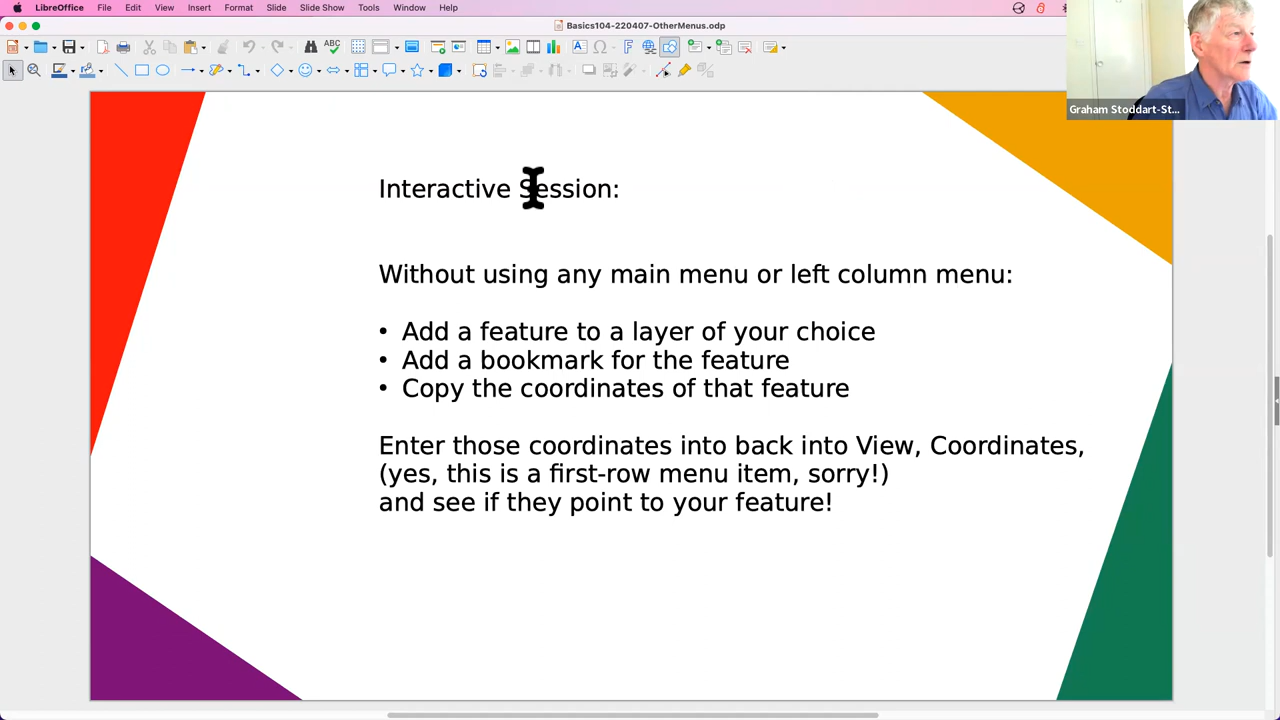 LibreOffice File Edit View Insert Format Slide Slide Show Tools Window Help
Basics104-220407-OtherMenus.odp
Graham Stoddart-St...
Interactive Session:
Without using any main menu or left column menu:
• Add a feature to a layer of your choice
• Add a bookmark for the feature
• Copy the coordinates of that feature
Enter those coordinates into back into View, Coordinates,
(yes, this is a first-row menu item, sorry!)
and see if they point to your feature!